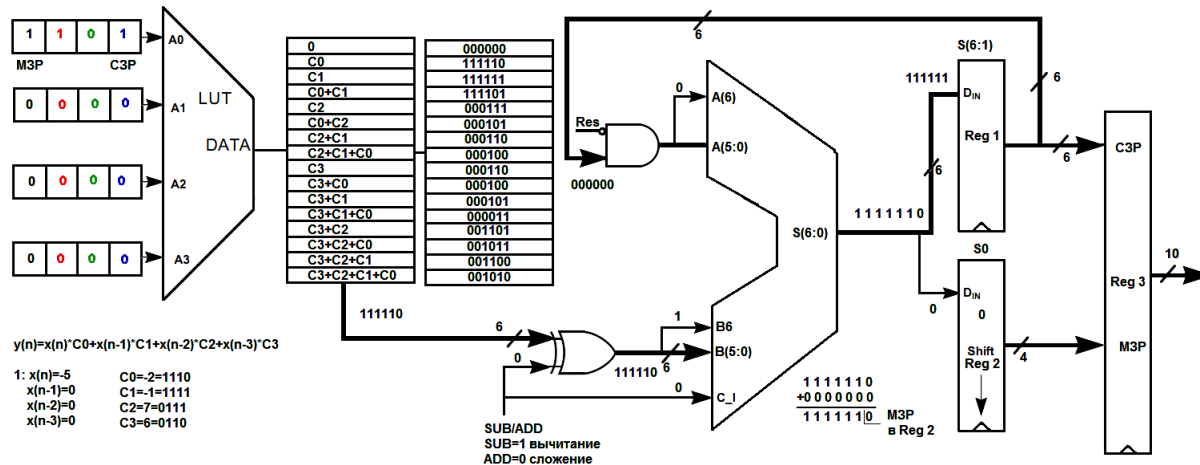 1 1 0 1
МЗР СЗР
0 0 0 0
0 0 0 0
0 0 0 0
A0
A1
A2
A3
LUT
DATA
0
C0
C1
C0+C1
C2
C0+C2
C2+C1
C2+C1+C0
C3
C3+C0
C3+C1
C3+C1+C0
C3+C2
C3+C2+C0
C3+C2+C1
C3+C2+C1+C0
000000
111110
111111
111101
000111
000101
000110
000100
000110
000100
000101
000011
001101
001011
001100
001010
111110
6
0
111110
6
1
0
SUB/ADD
SUB=1 вычитание
ADD=0 сложение
y(n)=x(n)*C0+x(n-1)*C1+x(n-2)*C2+x(n-3)*C3
1: x(n)=-5 C0=-2=1110
x(n-1)=0 C1=-1=1111
x(n-2)=0 C2=7=0111
x(n-3)=0 C3=6=0110
6
Res
000000
0
A(6)
A(5:0)
S(6:0)
B6
B(5:0)
C_I
1 1 1 1 1 1 0
1 1 1 1 1 1 0
+0 0 0 0 0 0 0
1 1 1 1 1 1 0
МЗР
в Reg 2
S(6:1)
111111
DIN
Reg 1
6
6
6
S0
DIN
0
0
Shift
Reg 2
4
СЗР
Reg 3
МЗР
10